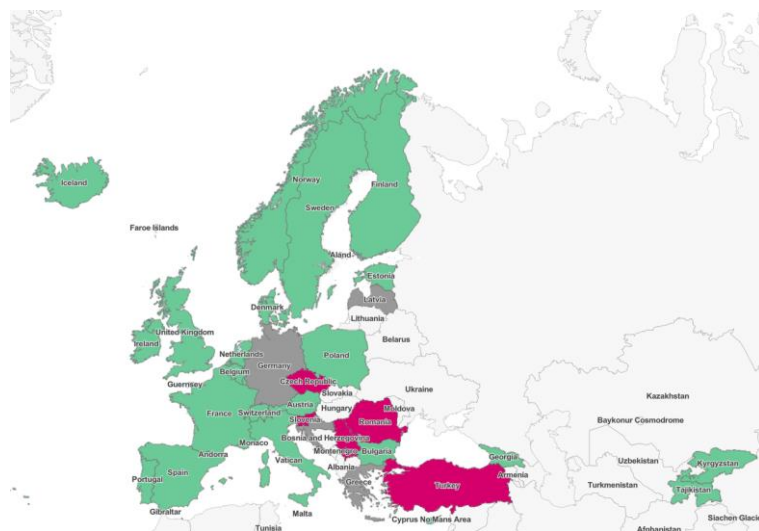 Iceland
Norway
Finland
Sweden
Faroe Islands
Åland
Estonia
Latvia
Denmark
Lithuania
United Kingdom
Ireland
Belarus
Netherlands
Poland
Germany
Belgium
Czech Republic
Guernsey
Slovakia
Ukraine
Austria
Kazakhstan
France
Switzerland
Hungary
Moldova
Slovenia
Romania
Baykonur Cosmodrome
Bosnia and Herzegovina
Monaco
Andorra
Montenegro
Bulgaria
Georgia
Uzbekistan
Kyrgyzstan
Vatican
Portugal
Spain
Albania
Armenia
Greece
Turkey
Turkmenistan
Tajikistan
Gibraltar
Malta
Cyprus No Mans Area
Siachen Glacie
Tunisia
Afghanistan